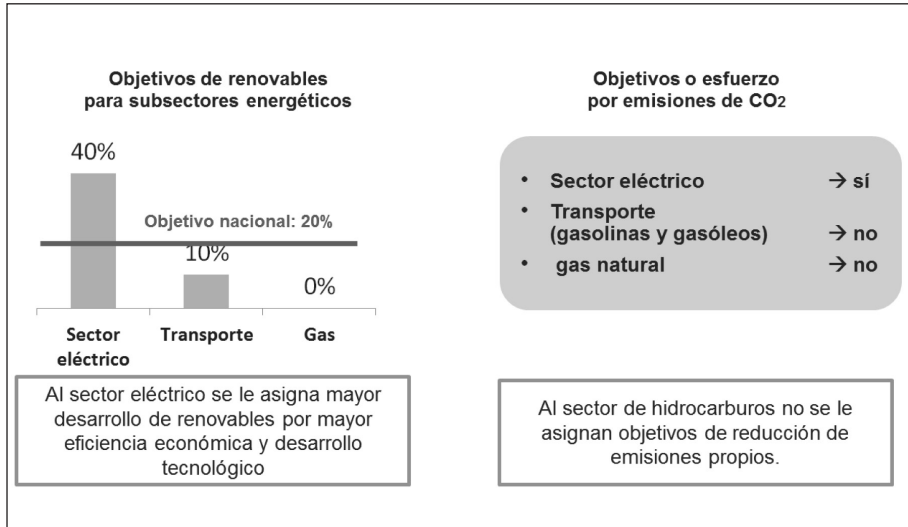 Objetivos de renovables
para subsectores energéticos
40%
Objetivo nacional: 20%
10%
0%
Sector
eléctrico
Transporte
Gas
Al sector eléctrico se le asigna mayor
desarrollo de renovables por mayor
eficiencia económica y desarrollo
tecnológico
Objetivos o esfuerzo
por emisiones de CO2
• Sector eléctrico → sí
• Transporte
(gasolinas y gasóleos) → no
• gas natural → no
Al sector de hidrocarburos no se le
asignan objetivos de reducción de
emisiones propios.